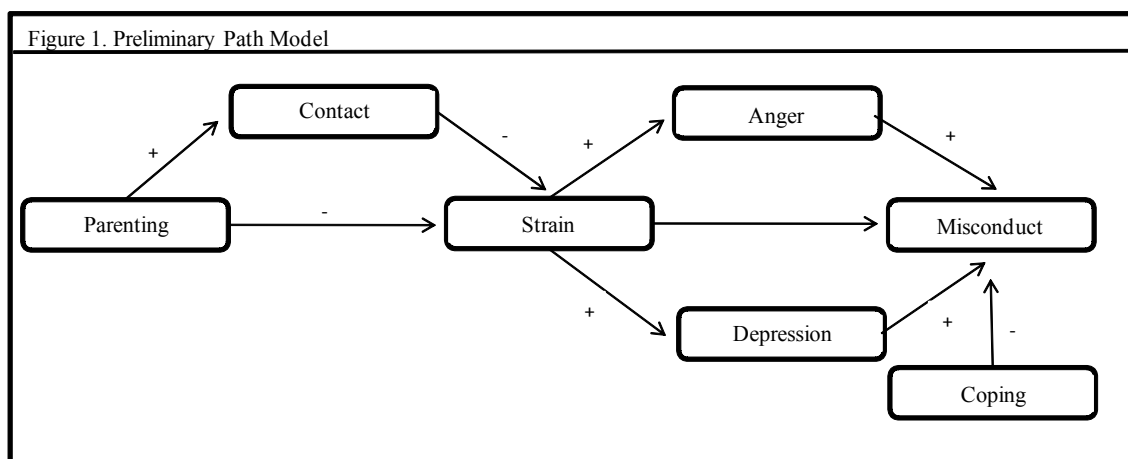 Figure 1. Preliminary Path Model
Contact
Anger
-
+
+
+
Parenting
-
Strain
Misconduct
+
Depression
+
-
Coping